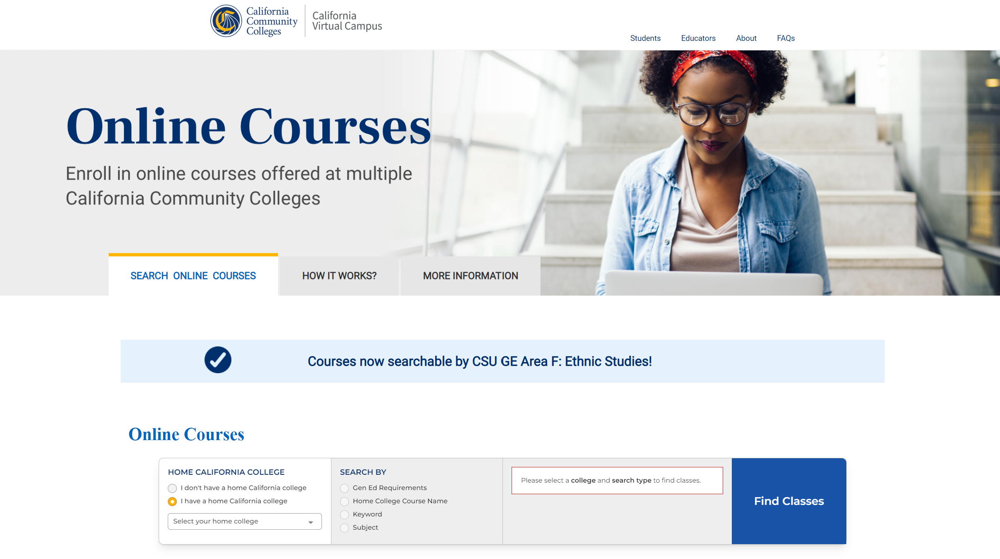 California
Community
Colleges
California
Virtual Campus
Students
Educators
About
FAQs
Online Courses
Enroll in online courses offered at multiple
California Community Colleges
SEARCH ONLINE COURSES
HOW IT WORKS?
MORE INFORMATION
Courses now searchable by CSU GE Area F: Ethnic Studies!
Online Courses
HOME CALIFORNIA COLLEGE
I don't have a home California college
I have a home California college
Select your home college
SEARCH BY
Gen Ed Requirements
Home College Course Name
Keyword
Subject
Please select a college and search type to find classes.
Find Classes